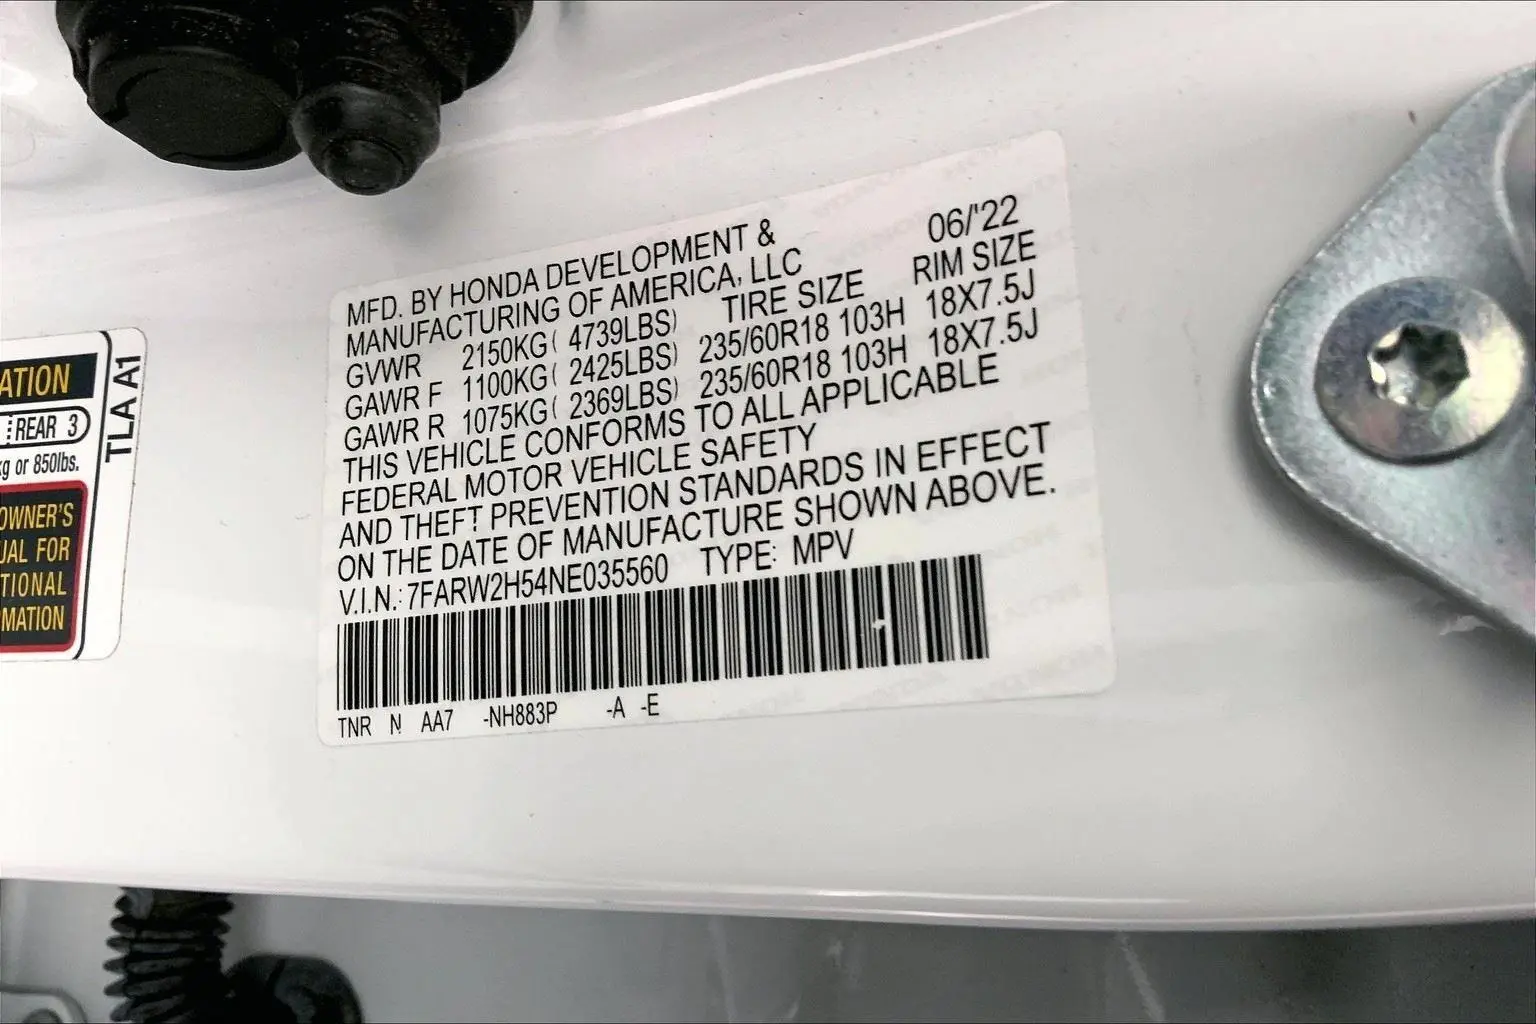 ATION
REAR 3
kg or 850lbs.
OWNER'S
UAL FOR
TIONAL
RMATION
TLA A1
MFD. BY HONDA DEVELOPMENT & 06/'22
MANUFACTURING OF AMERICA, LLC
TIRE SIZE RIM SIZE
GVWR 2150KG( 4739LBS)
GAWR F 1100KG( 2425LBS) 235/60R18 103H 18X7.5J
GAWR R 1075KG( 2369LBS) 235/60R18 103H 18X7.5J
THIS VEHICLE CONFORMS TO ALL APPLICABLE
FEDERAL MOTOR VEHICLE SAFETY
AND THEFT PREVENTION STANDARDS IN EFFECT
ON THE DATE OF MANUFACTURE SHOWN ABOVE.
V.I.N.: 7FARW2H54NE035560 TYPE: MPV
TNR N AA7 -NH883P -A -E